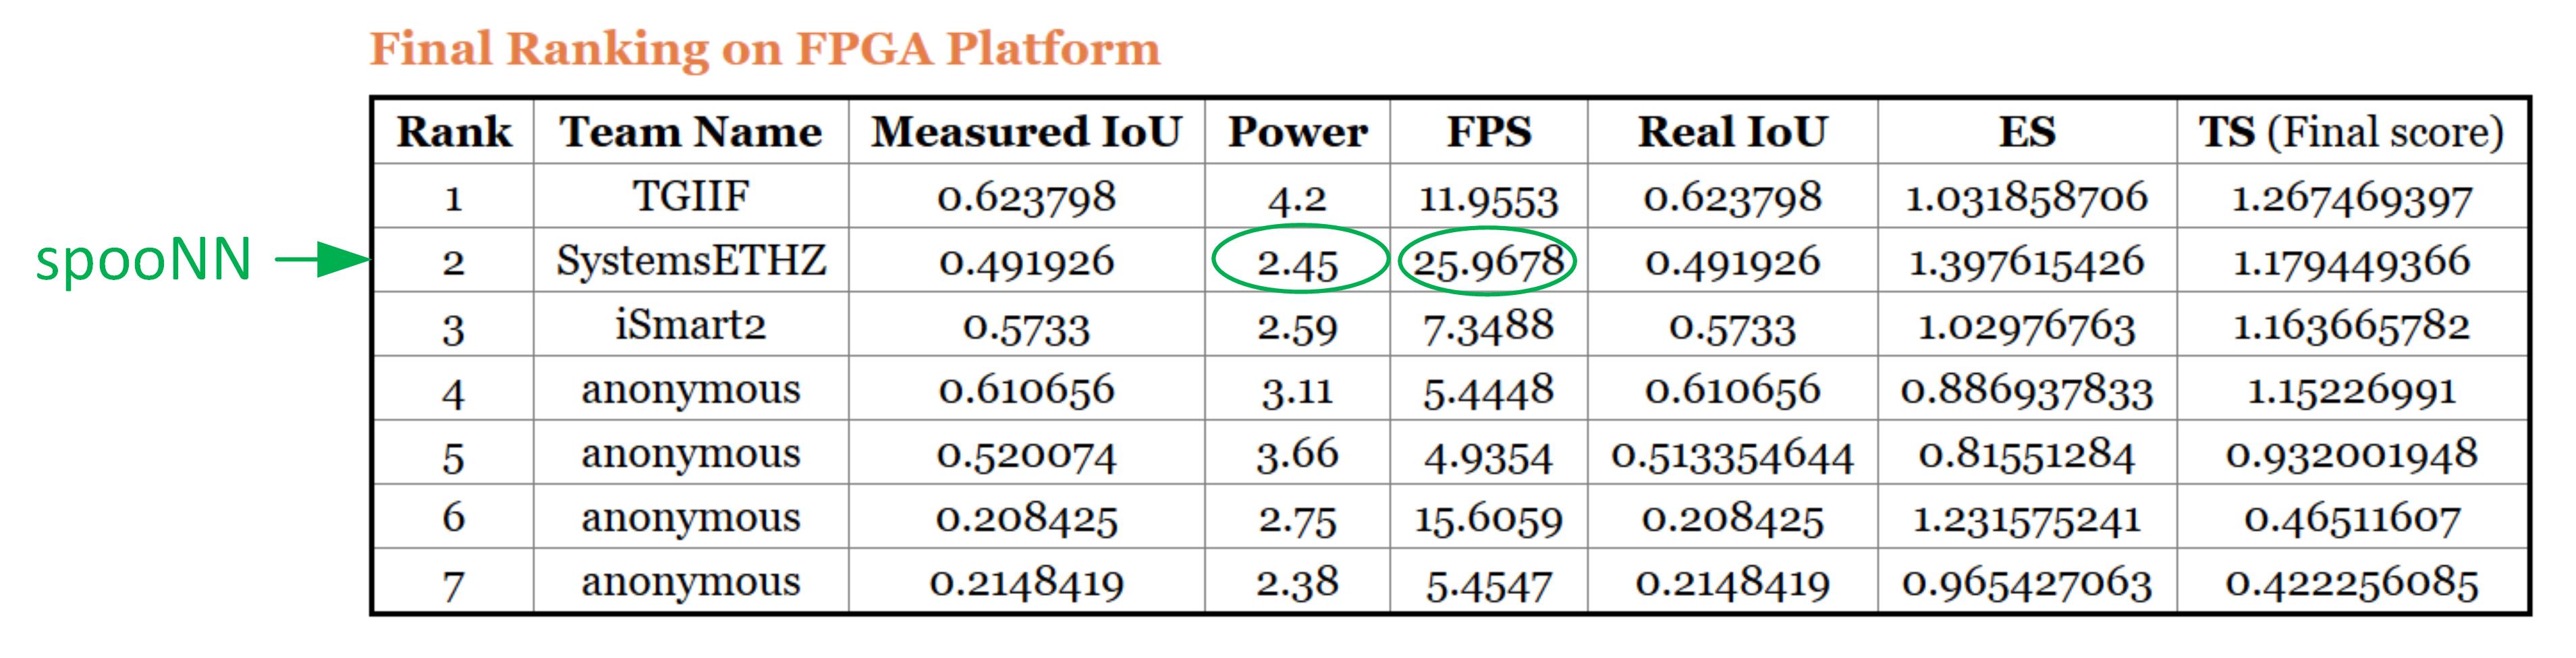 Final Ranking on FPGA Platform
Rank Team Name Measured IoU Power FPS Real IoU ES TS (Final score)
1 TGIIF 0.623798 4.2 11.9553 0.623798 1.031858706 1.267469397
spooNN 2 SystemsETHZ 0.491926 2.45 25.9678 0.491926 1.397615426 1.179449366
3 iSmart2 0.5733 2.59 7.3488 0.5733 1.02976763 1.163665782
4 anonymous 0.610656 3.11 5.4448 0.610656 0.886937833 1.15226991
5 anonymous 0.520074 3.66 4.9354 0.513354644 0.81551284 0.932001948
6 anonymous 0.208425 2.75 15.6059 0.208425 1.231575241 0.46511607
7 anonymous 0.2148419 2.38 5.4547 0.2148419 0.965427063 0.422256085